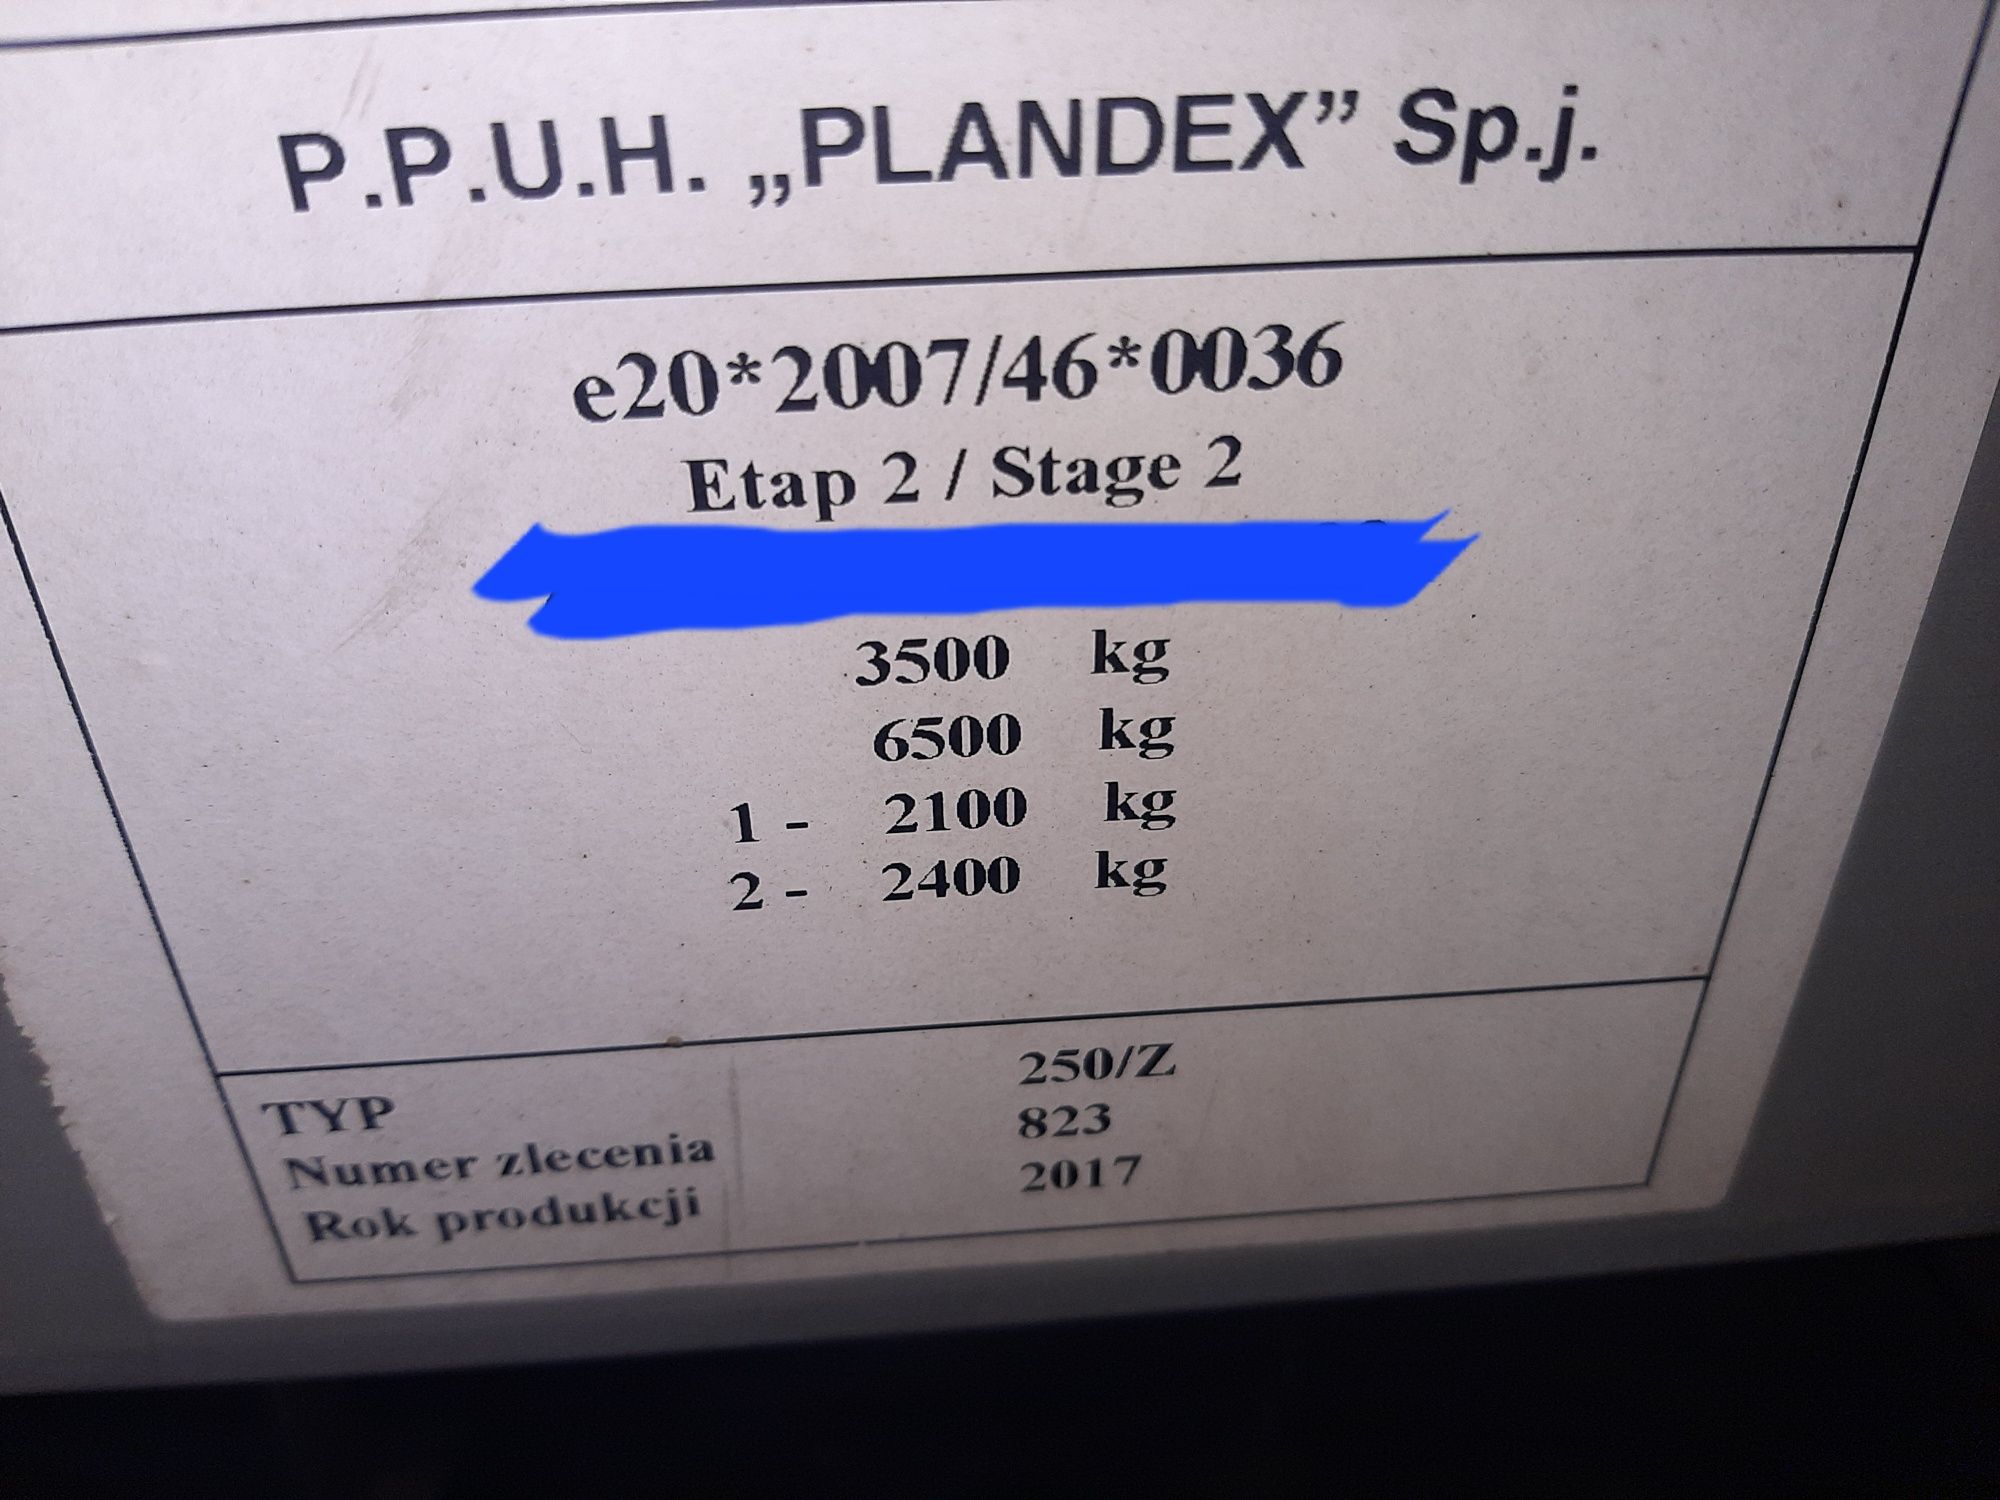 P.P.U.H. „PLANDEX” Sp.j.
e20*2007/46*0036
Etap 2 / Stage 2
3500 kg
6500 kg
1 - 2100 kg
2 - 2400 kg
TYP 250/Z
Numer zlecenia 823
Rok produkcji 2017